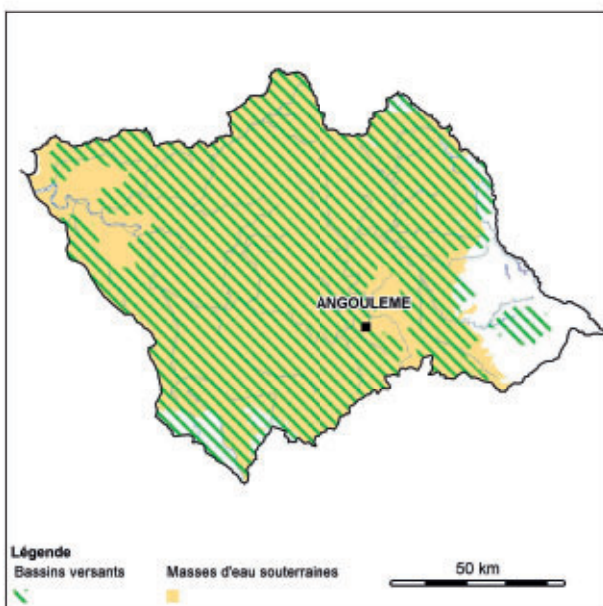 ANGOULEME
Légende
Bassins versants
Masses d'eau souterraines
50 km